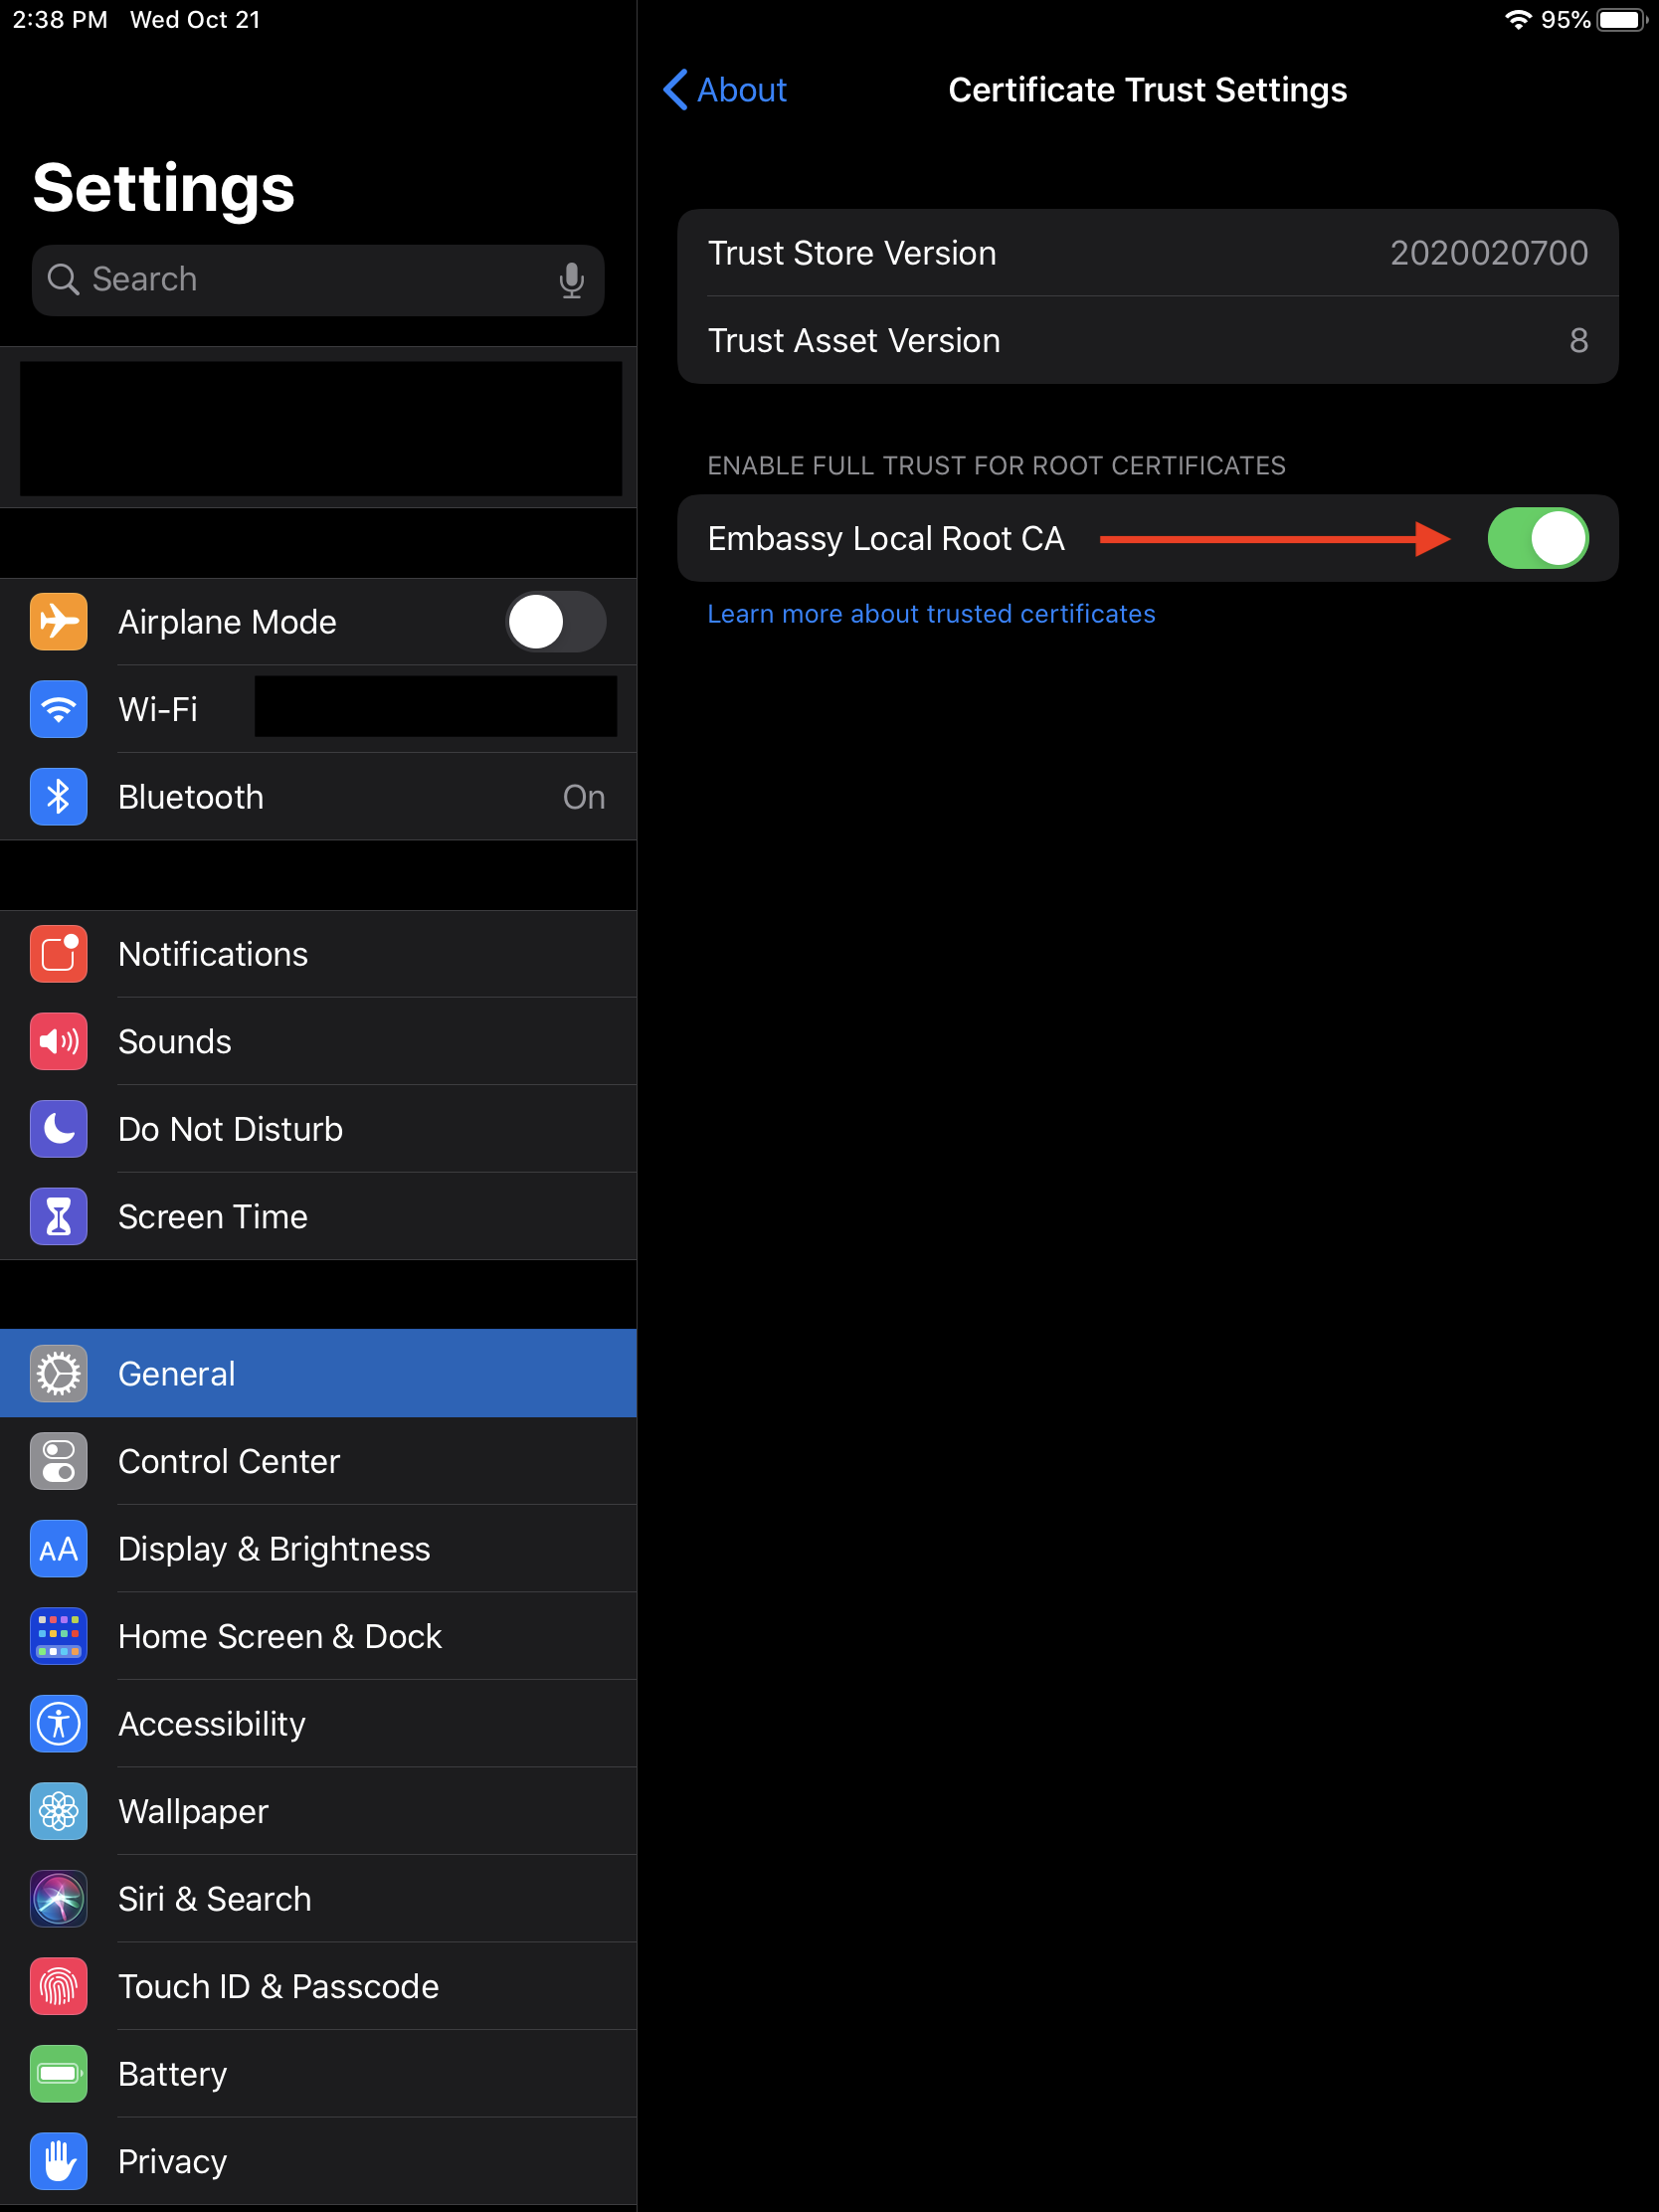 2:38 PM Wed Oct 21
95%
Settings
Search
Airplane Mode
Wi-Fi
Bluetooth On
Notifications
Sounds
Do Not Disturb
Screen Time
General
Control Center
AA Display & Brightness
Home Screen & Dock
Accessibility
Wallpaper
Siri & Search
Touch ID & Passcode
Battery
Privacy
About
Certificate Trust Settings
Trust Store Version 2020020700
Trust Asset Version 8
ENABLE FULL TRUST FOR ROOT CERTIFICATES
Embassy Local Root CA
Learn more about trusted certificates